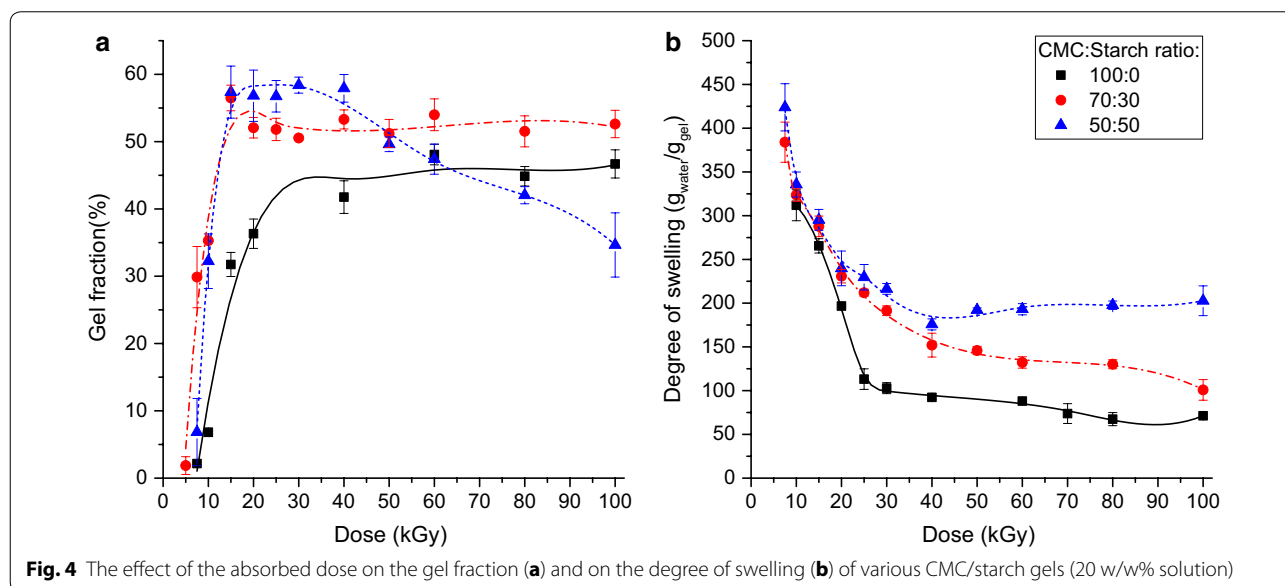 a
Gel fraction(%)
60
50
40
30
20
10
0
0 10 20 30 40 50 60 70 80 90 100
Dose (kGy)
b
Degree of swelling (g_water/g_gel)
500
450
400
350
300
250
200
150
100
50
0
0 10 20 30 40 50 60 70 80 90 100
Dose (kGy)
CMC:Starch ratio:
100:0
70:30
50:50
Fig. 4 The effect of the absorbed dose on the gel fraction (a) and on the degree of swelling (b) of various CMC/starch gels (20 w/w% solution)